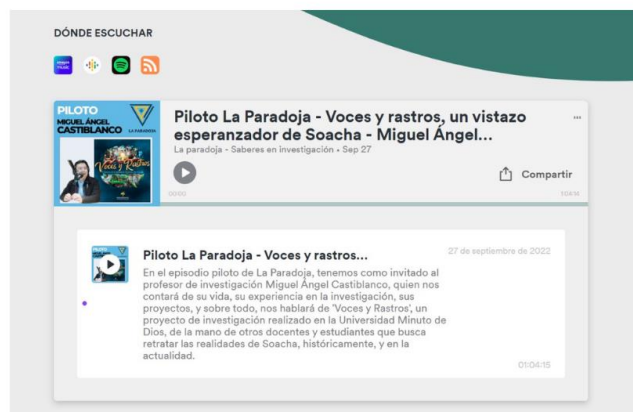 DÓNDE ESCUCHAR
PILOTO
MIGUEL ÁNGEL
CASTIBLANCO
LA PARADOJA
Voces y Rastros
Piloto La Paradoja - Voces y rastros, un vistazo
esperanzador de Soacha - Miguel Ángel...
La paradoja - Saberes en investigación • Sep 27
Compartir
00:00
1:04:14
Piloto La Paradoja - Voces y rastros...
27 de septiembre de 2022
En el episodio piloto de La Paradoja, tenemos como invitado al
profesor de investigación Miguel Ángel Castiblanco, quien nos
contará de su vida, su experiencia en la investigación, sus
proyectos, y sobre todo, nos hablará de 'Voces y Rastros', un
proyecto de investigación realizado en la Universidad Minuto de
Dios, de la mano de otros docentes y estudiantes que busca
retratar las realidades de Soacha, históricamente, y en la
actualidad.
01:04:15